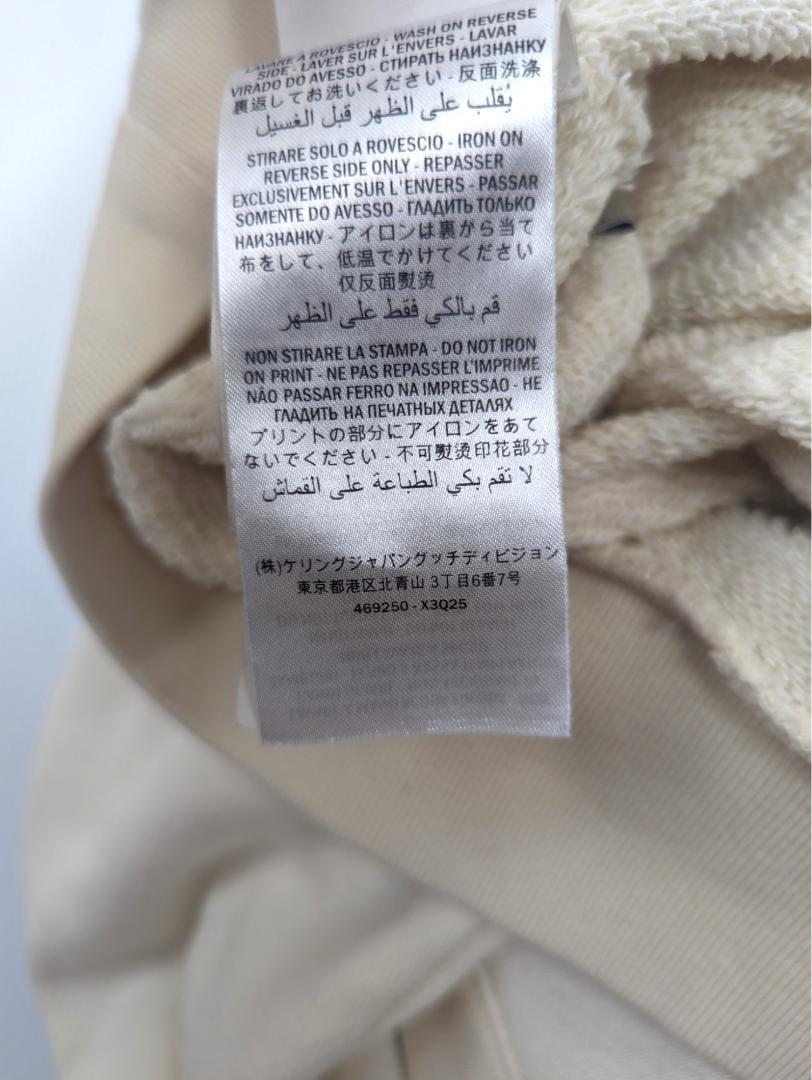 LAVARE A ROVESCIO - WASH ON REVERSE
SIDE - LAVER SUR L'ENVERS - LAVAR
VIRADO DO AVESSO - СТИРАТЬ НАИЗНАНКУ
裏返してお洗いください - 反面洗涤
يُقلب على الظهر قبل الغسيل
STIRARE SOLO A ROVESCIO - IRON ON
REVERSE SIDE ONLY - REPASSER
EXCLUSIVEMENT SUR L'ENVERS - PASSAR
SOMENTE DO AVESSO - ГЛАДИТЬ ТОЛЬКО
НАИЗНАНКУ - アイロンは裏から当て
布をして、低温でかけてください
仅反面熨烫
قم بالكي فقط على الظهر
NON STIRARE LA STAMPA - DO NOT IRON
ON PRINT - NE PAS REPASSER L'IMPRIME
NÃO PASSAR FERRO NA IMPRESSAO - НЕ
ГЛАДИТЬ НА ПЕЧАТНЫХ ДЕТАЛЯХ
プリントの部分にアイロンをあて
ないでください - 不可熨烫印花部分
لا تقم بكي الطباعة على القماش
(株)ケリングジャパングッチディビジョン
東京都港区北青山 3丁目6番7号
469250 - X3Q25